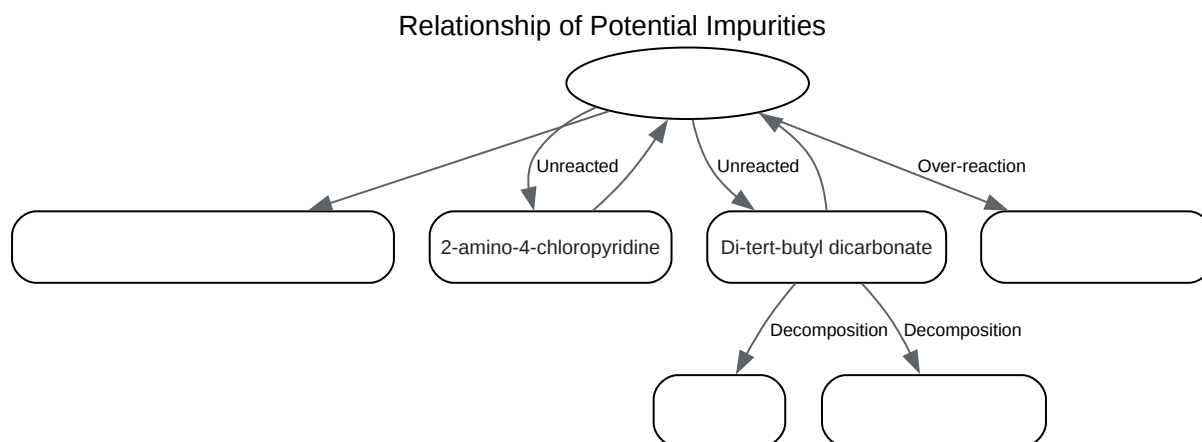 Relationship of Potential Impurities
Unreacted
Unreacted
Over-reaction
2-amino-4-chloropyridine
Di-tert-butyl dicarbonate
Decomposition
Decomposition